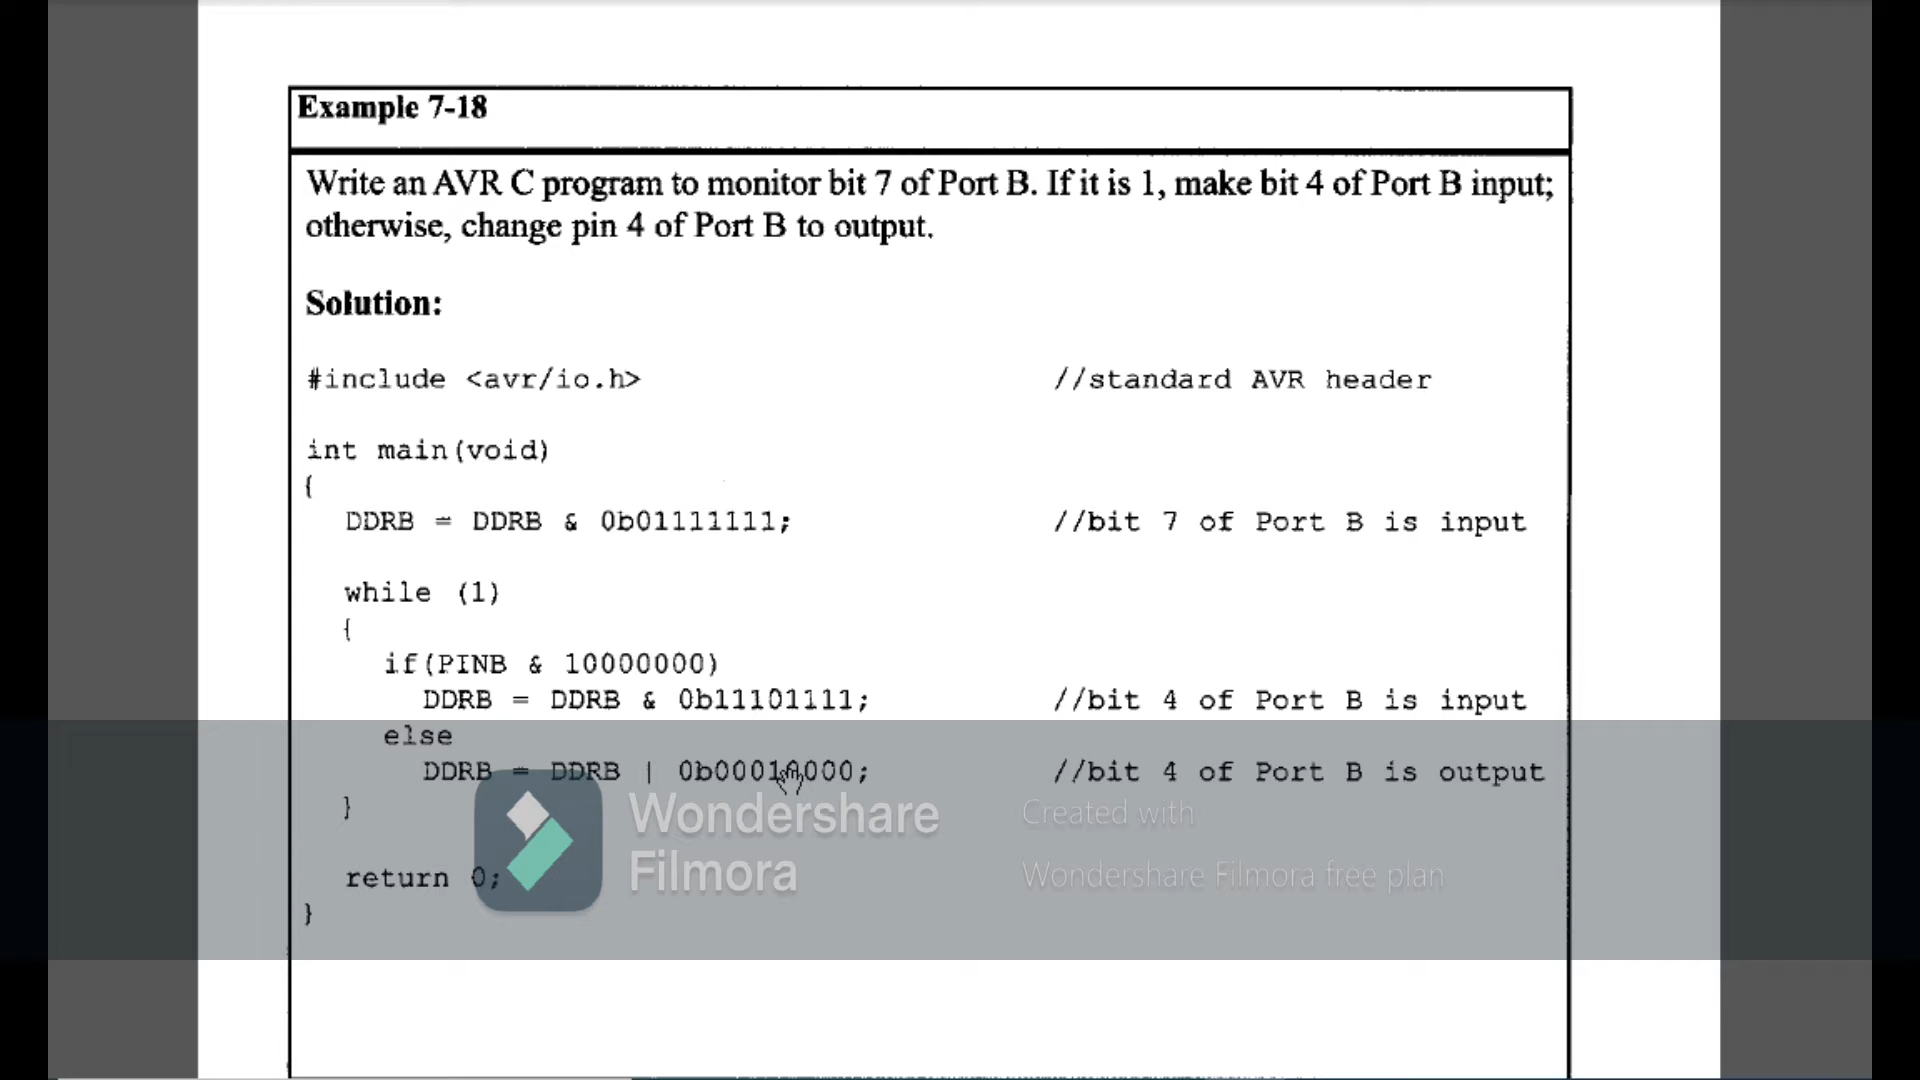 Example 7-18
Write an AVR C program to monitor bit 7 of Port B. If it is 1, make bit 4 of Port B input;
otherwise, change pin 4 of Port B to output.
Solution:
#include <avr/io.h> //standard AVR header
int main(void)
{
DDRB = DDRB & 0b01111111; //bit 7 of Port B is input
while (1)
{
if(PINB & 10000000)
DDRB = DDRB & 0b11101111; //bit 4 of Port B is input
else
DDRB = DDRB | 0b00010000; //bit 4 of Port B is output
}
return 0;
}
Wondershare
Filmora
Created with
Wondershare Filmora free plan